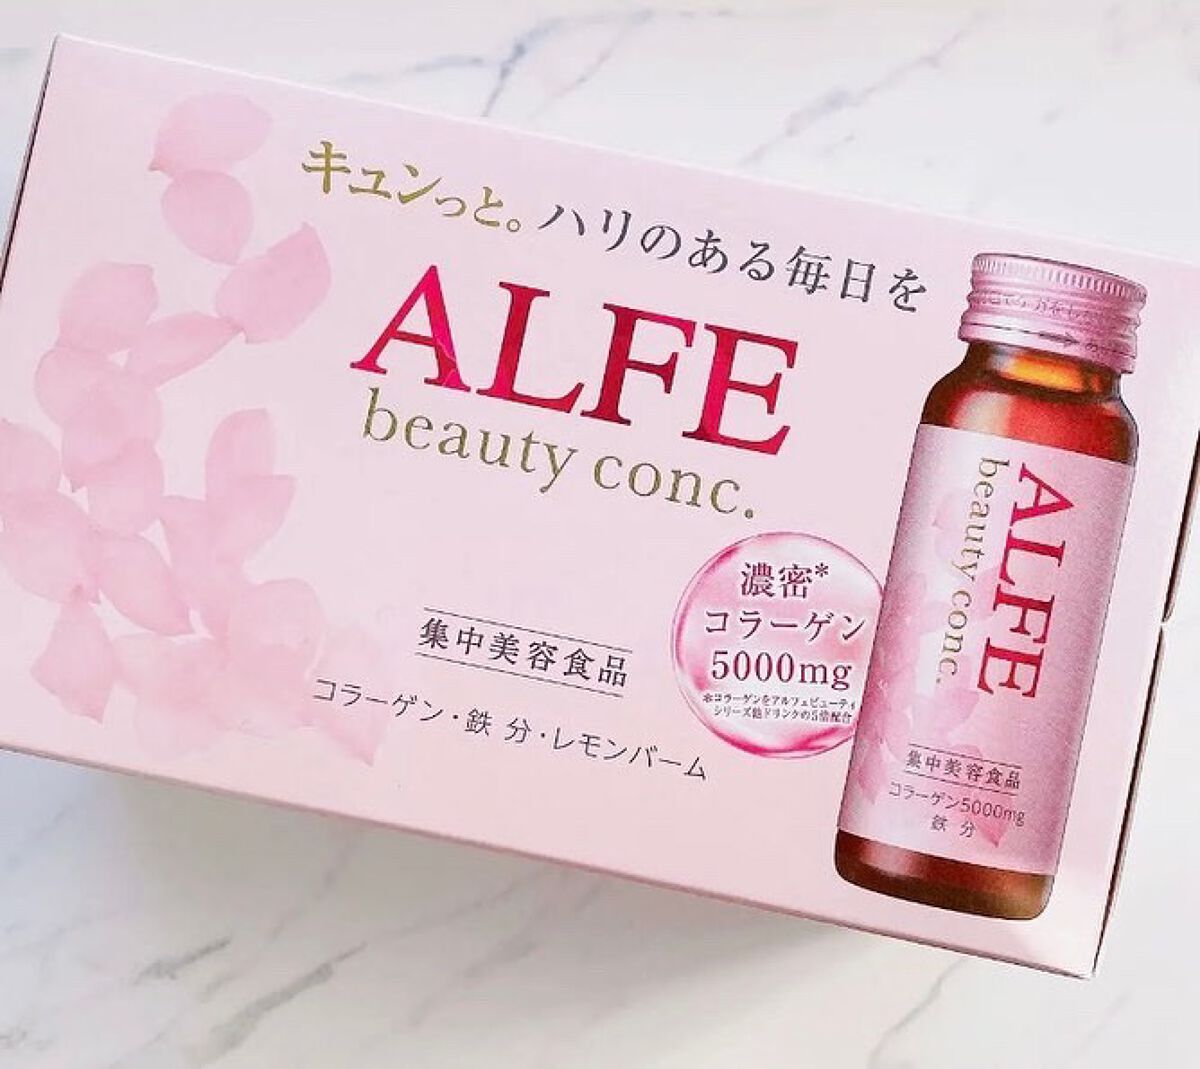 キュンっと。ハリのある毎日を
ALFE
beauty conc.
濃密*
コラーゲン
5000mg
*コラーゲンをアルフェビューティ
シリーズ他ドリンクの5倍配合
集中美容食品
コラーゲン・鉄 分・レモンバーム
ALFE
beauty conc.
集中美容食品
コラーゲン5000mg
鉄 分